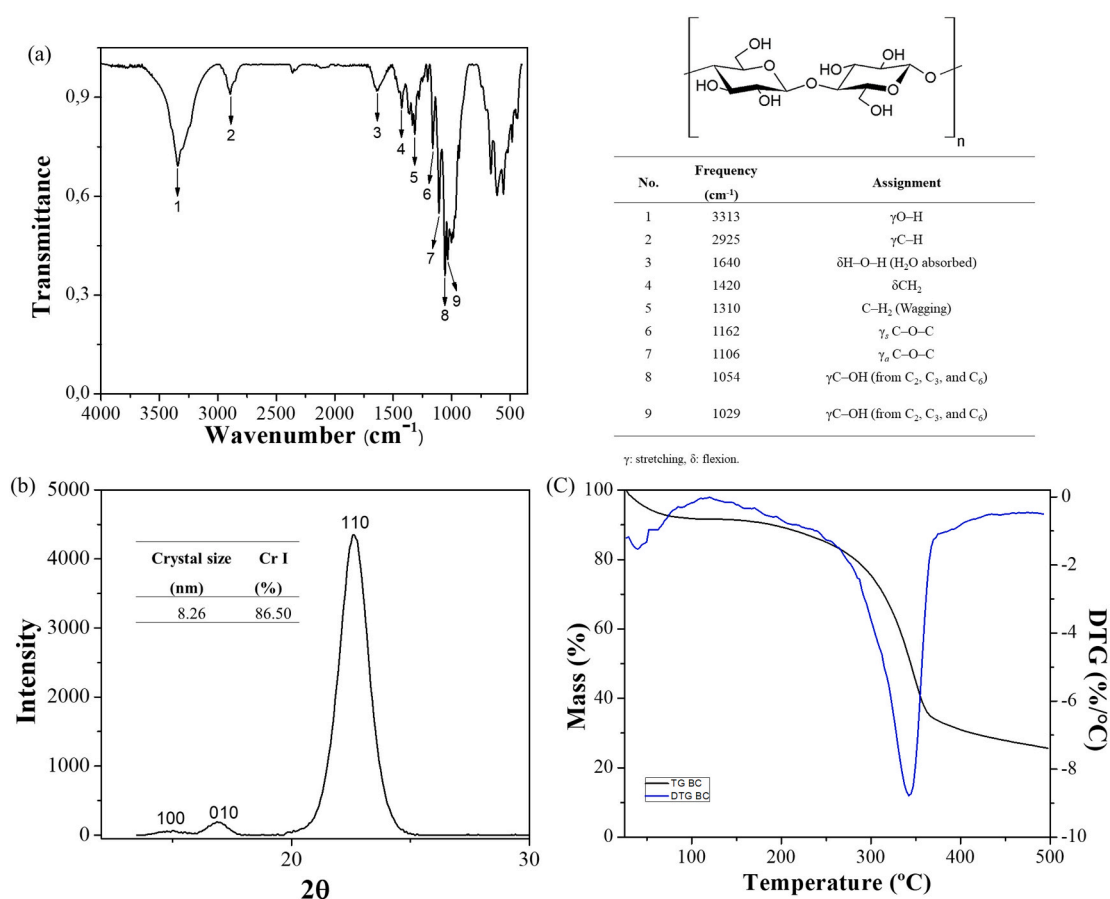 (a)
Transmittance
0,9
0,6
0,3
0,0
1
2
3
4
5
6
7
8
9
4000 3500 3000 2500 2000 1500 1000 500
Wavenumber (cm⁻¹)
OH
O
HO
OH
O
OH
HO
O
OH
O
OH
n
No. Frequency (cm⁻¹) Assignment
1 3313 γO–H
2 2925 γC–H
3 1640 δH–O–H (H₂O absorbed)
4 1420 δCH₂
5 1310 C–H₂ (Wagging)
6 1162 γₛ C–O–C
7 1106 γₐ C–O–C
8 1054 γC–OH (from C₂, C₃, and C₆)
9 1029 γC–OH (from C₂, C₃, and C₆)
γ: stretching, δ: flexion.
(b)
Intensity
5000
4000
3000
2000
1000
0
Crystal size (nm) Cr I (%)
8.26 86.50
100
010
110
20 30
2θ
(C)
Mass (%)
100
80
60
40
20
0
TG BC
DTG BC
100 200 300 400 500
Temperature (ºC)
0
-2
-4
-6
-8
-10
DTG (%/°C)